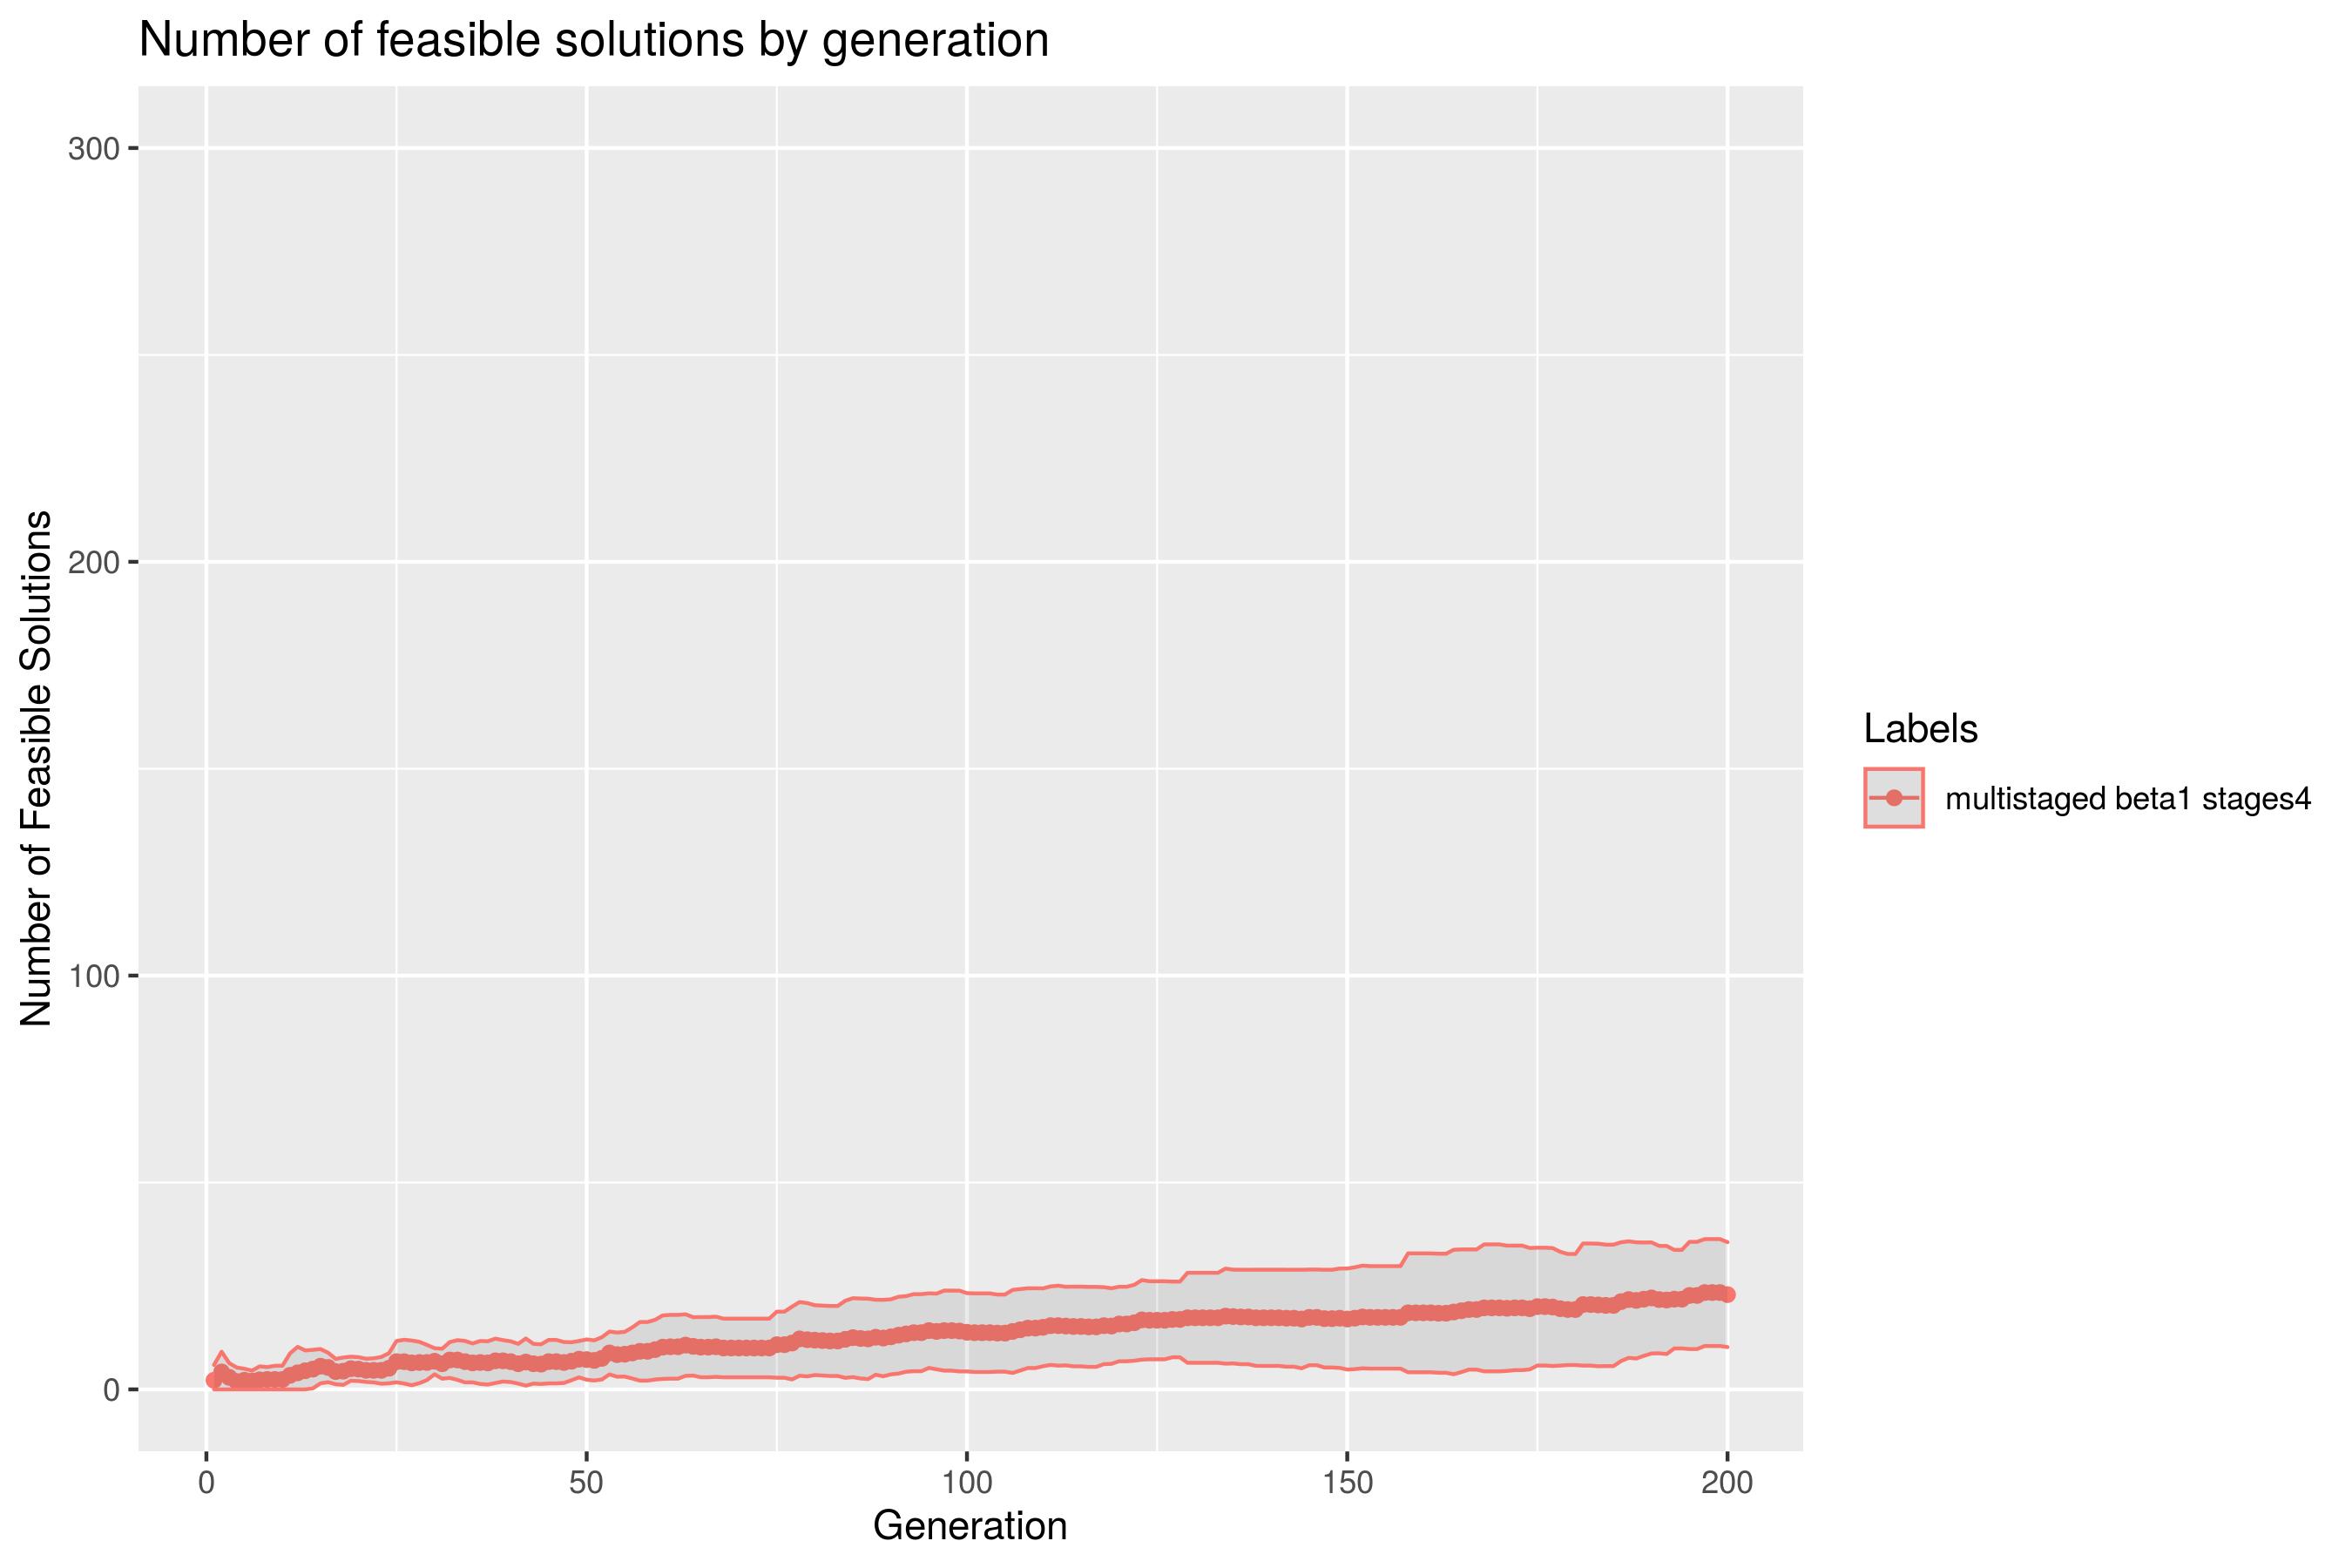 Number of feasible solutions by generation
Number of Feasible Solutions
300
200
100
0
0 50 100 150 200
Generation
Labels
multistaged beta1 stages4